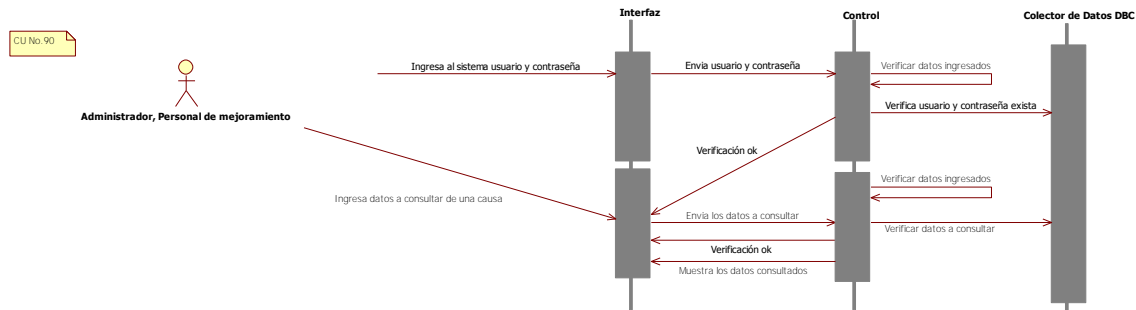 Interfaz
Control
Colector de Datos DBC
CU No.90
Ingresa al sistema usuario y contraseña
Envia usuario y contraseña
Verificar datos ingresados
Verifica usuario y contraseña exista
Administrador, Personal de mejoramiento
Verificación ok
Verificar datos ingresados
Ingresa datos a consultar de una causa
Envia los datos a consultar
Verificar datos a consultar
Verificación ok
Muestra los datos consultados